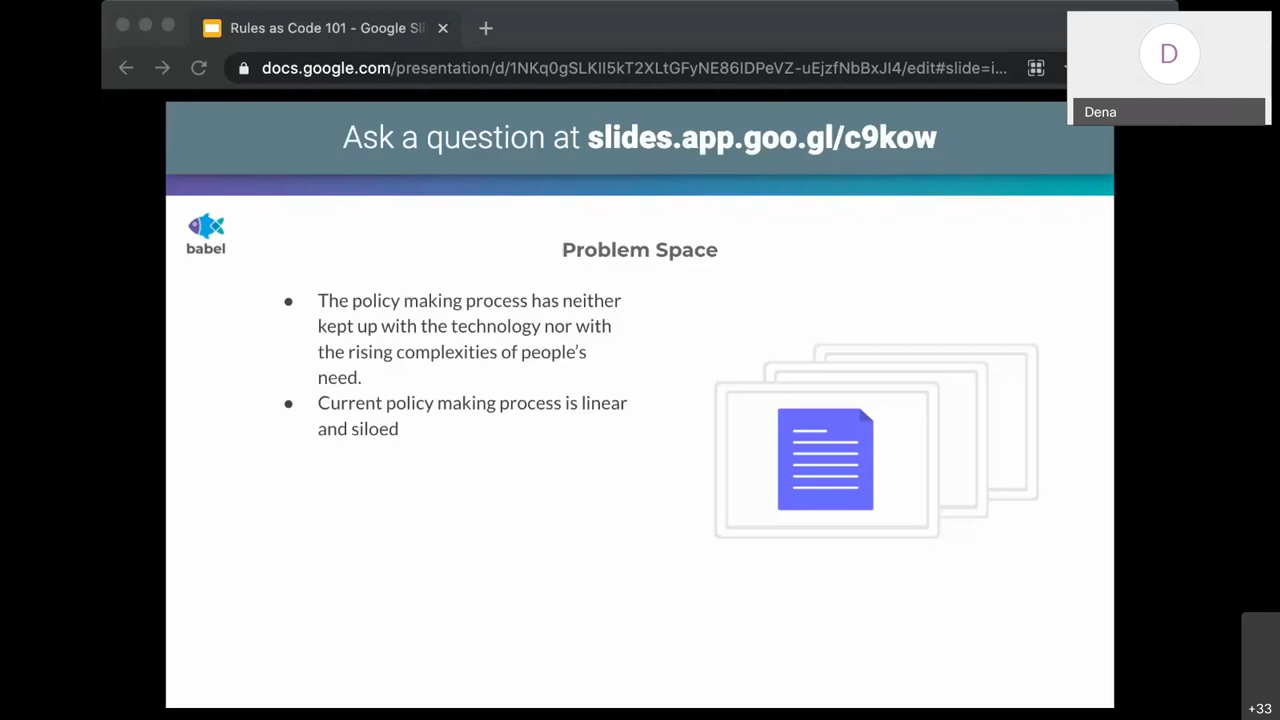 Rules as Code 101 - Google Sli
docs.google.com/presentation/d/1NKq0gSLKlI5kT2XLtGFyNE86IDPeVZ-uEjzfNbBxJI4/edit#slide=i...
D
Dena
Ask a question at slides.app.goo.gl/c9kow
babel
Problem Space
● The policy making process has neither
kept up with the technology nor with
the rising complexities of people's
need.
● Current policy making process is linear
and siloed
+33